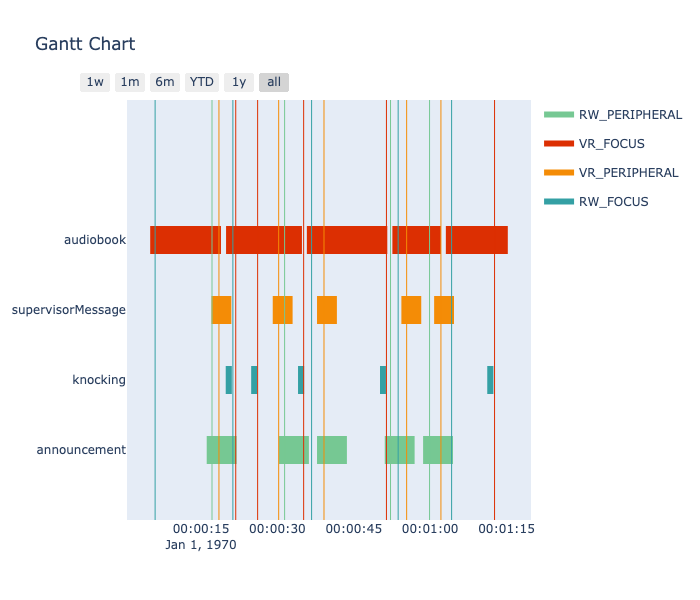 Gantt Chart
1w 1m 6m YTD 1y all
RW_PERIPHERAL
VR_FOCUS
VR_PERIPHERAL
RW_FOCUS
audiobook
supervisorMessage
knocking
announcement
00:00:15 00:00:30 00:00:45 00:01:00 00:01:15
Jan 1, 1970